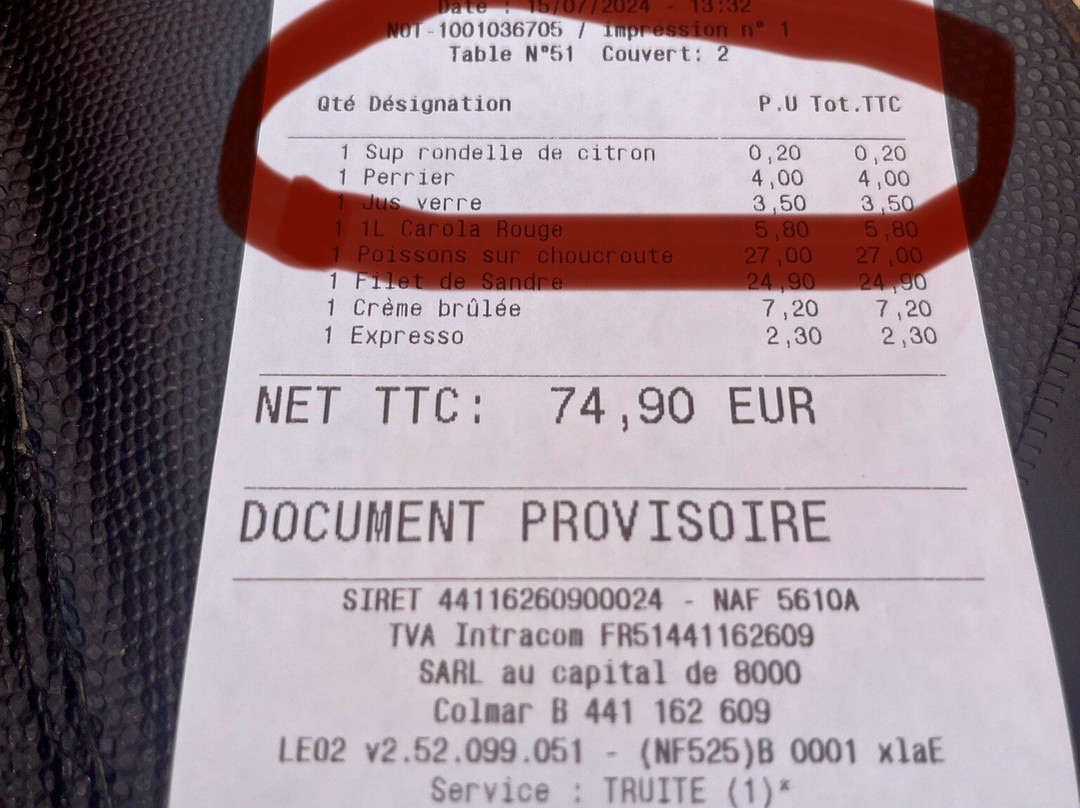 Date : 15/07/2024 - 13:32
NOT-1001036705 / impression n° 1
Table N°51 Couvert: 2
Qté Désignation P.U Tot.TTC
1 Sup rondelle de citron 0,20 0,20
1 Perrier 4,00 4,00
1 Jus verre 3,50 3,50
1 1L Carola Rouge 5,80 5,80
1 Poissons sur choucroute 27,00 27,00
1 Filet de Sandre 24,90 24,90
1 Crème brûlée 7,20 7,20
1 Expresso 2,30 2,30
NET TTC: 74,90 EUR
DOCUMENT PROVISOIRE
SIRET 44116260900024 - NAF 5610A
TVA Intracom FR51441162609
SARL au capital de 8000
Colmar B 441 162 609
LEO2 v2.52.099.051 - (NF525)B 0001 xlaE
Service : TRUITE (1)*